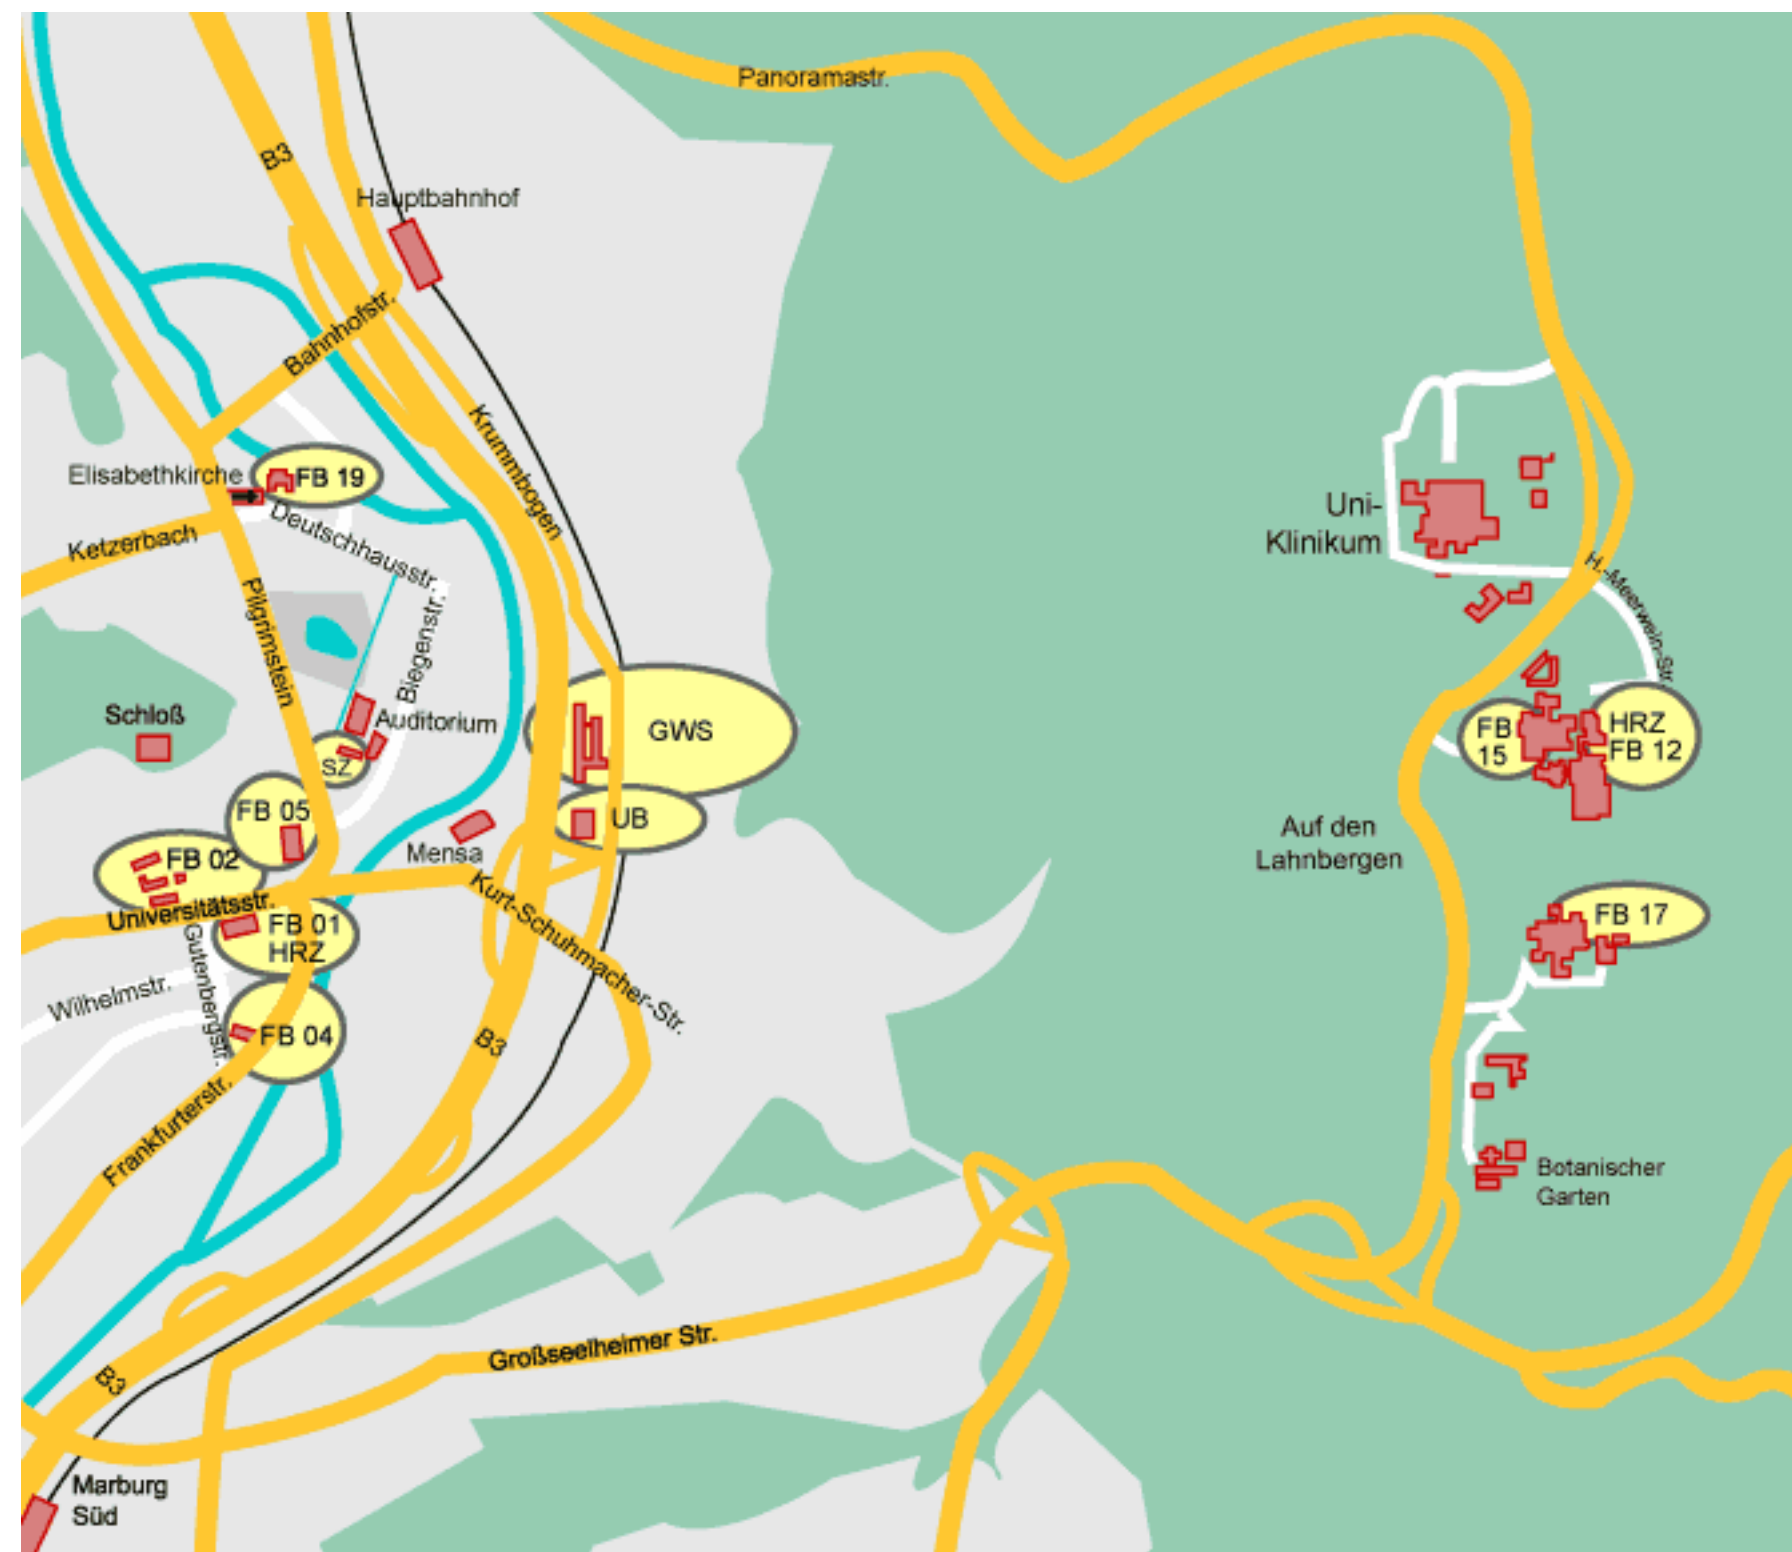 Panoramastr.
B3
Hauptbahnhof
Bahnhofstr.
Krummbogen
Elisabethkirche
FB 19
Deutschhausstr.
Ketzerbach
Pilgrimstein
Biegenstr.
Schloß
Auditorium
SZ
GWS
UB
FB 05
FB 02
Mensa
Universitätsstr.
FB 01
HRZ
Kurt-Schuhmacher-Str.
Gutenbergstr.
Wilhelmstr.
FB 04
B3
Frankfurterstr.
Großseelheimer Str.
B3
Marburg
Süd
Uni-
Klinikum
H.-Meerwein-Str.
FB
15
HRZ
FB 12
Auf den
Lahnbergen
FB 17
Botanischer
Garten